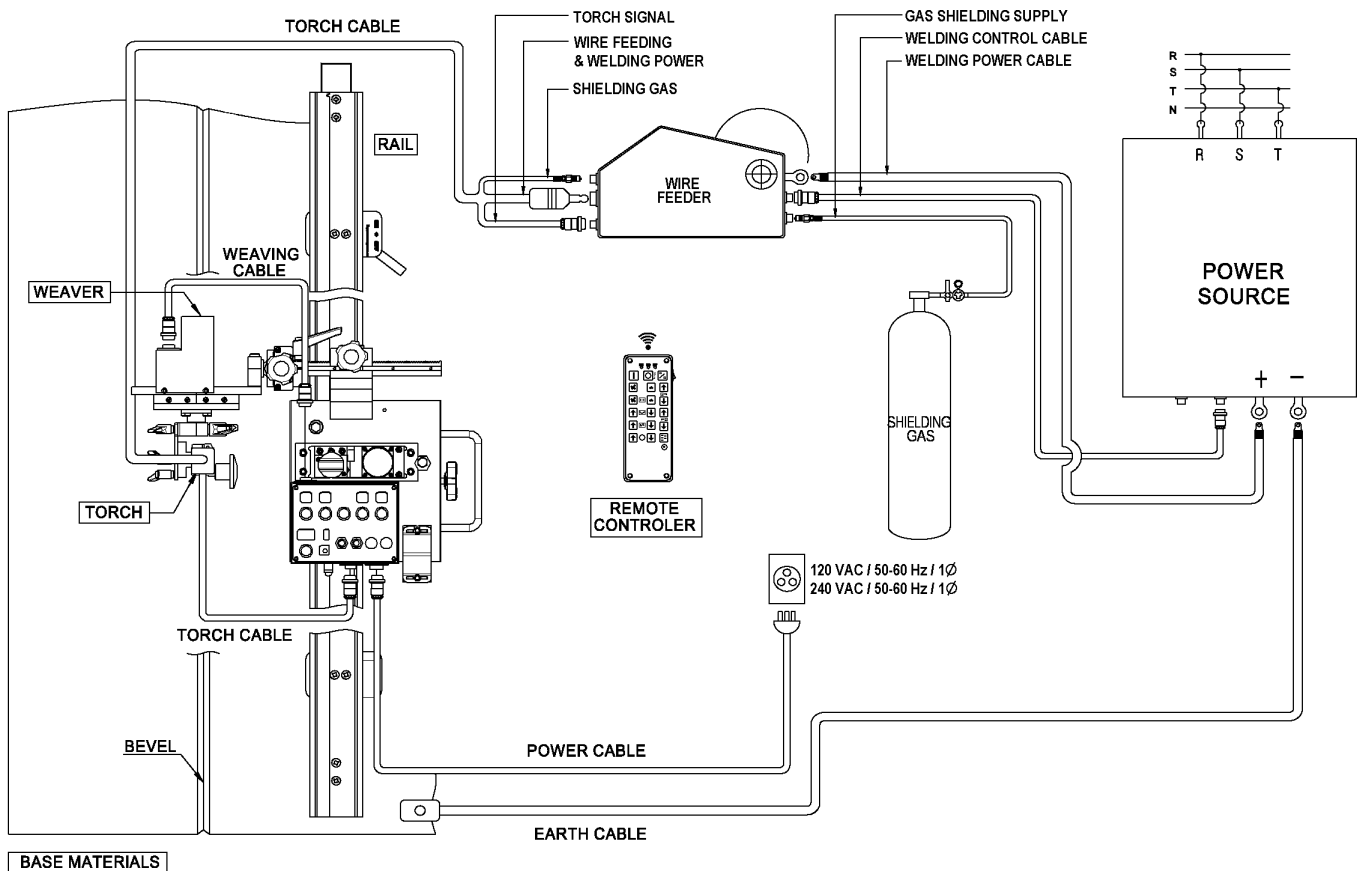 TORCH CABLE
TORCH SIGNAL
WIRE FEEDING
& WELDING POWER
SHIELDING GAS
GAS SHIELDING SUPPLY
WELDING CONTROL CABLE
WELDING POWER CABLE
R
S
T
N
R S T
RAIL
WIRE
FEEDER
POWER
SOURCE
+ −
WEAVING
CABLE
WEAVER
SHIELDING
GAS
TORCH
REMOTE
CONTROLER
120 VAC / 50-60 Hz / 1Ø
240 VAC / 50-60 Hz / 1Ø
TORCH CABLE
BEVEL
POWER CABLE
EARTH CABLE
BASE MATERIALS